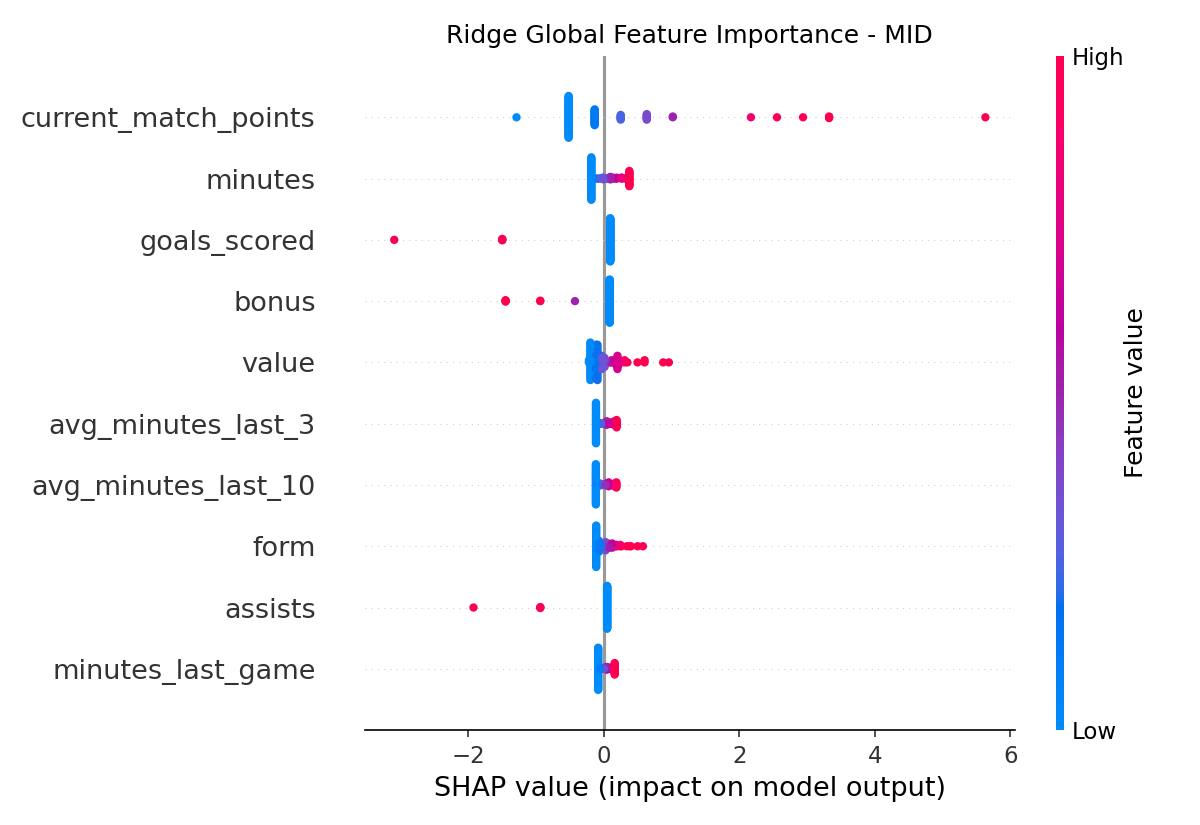 Ridge Global Feature Importance - MID
High
current_match_points
minutes
goals_scored
bonus
value
avg_minutes_last_3
avg_minutes_last_10
form
assists
minutes_last_game
Feature value
Low
−2 0 2 4 6
SHAP value (impact on model output)